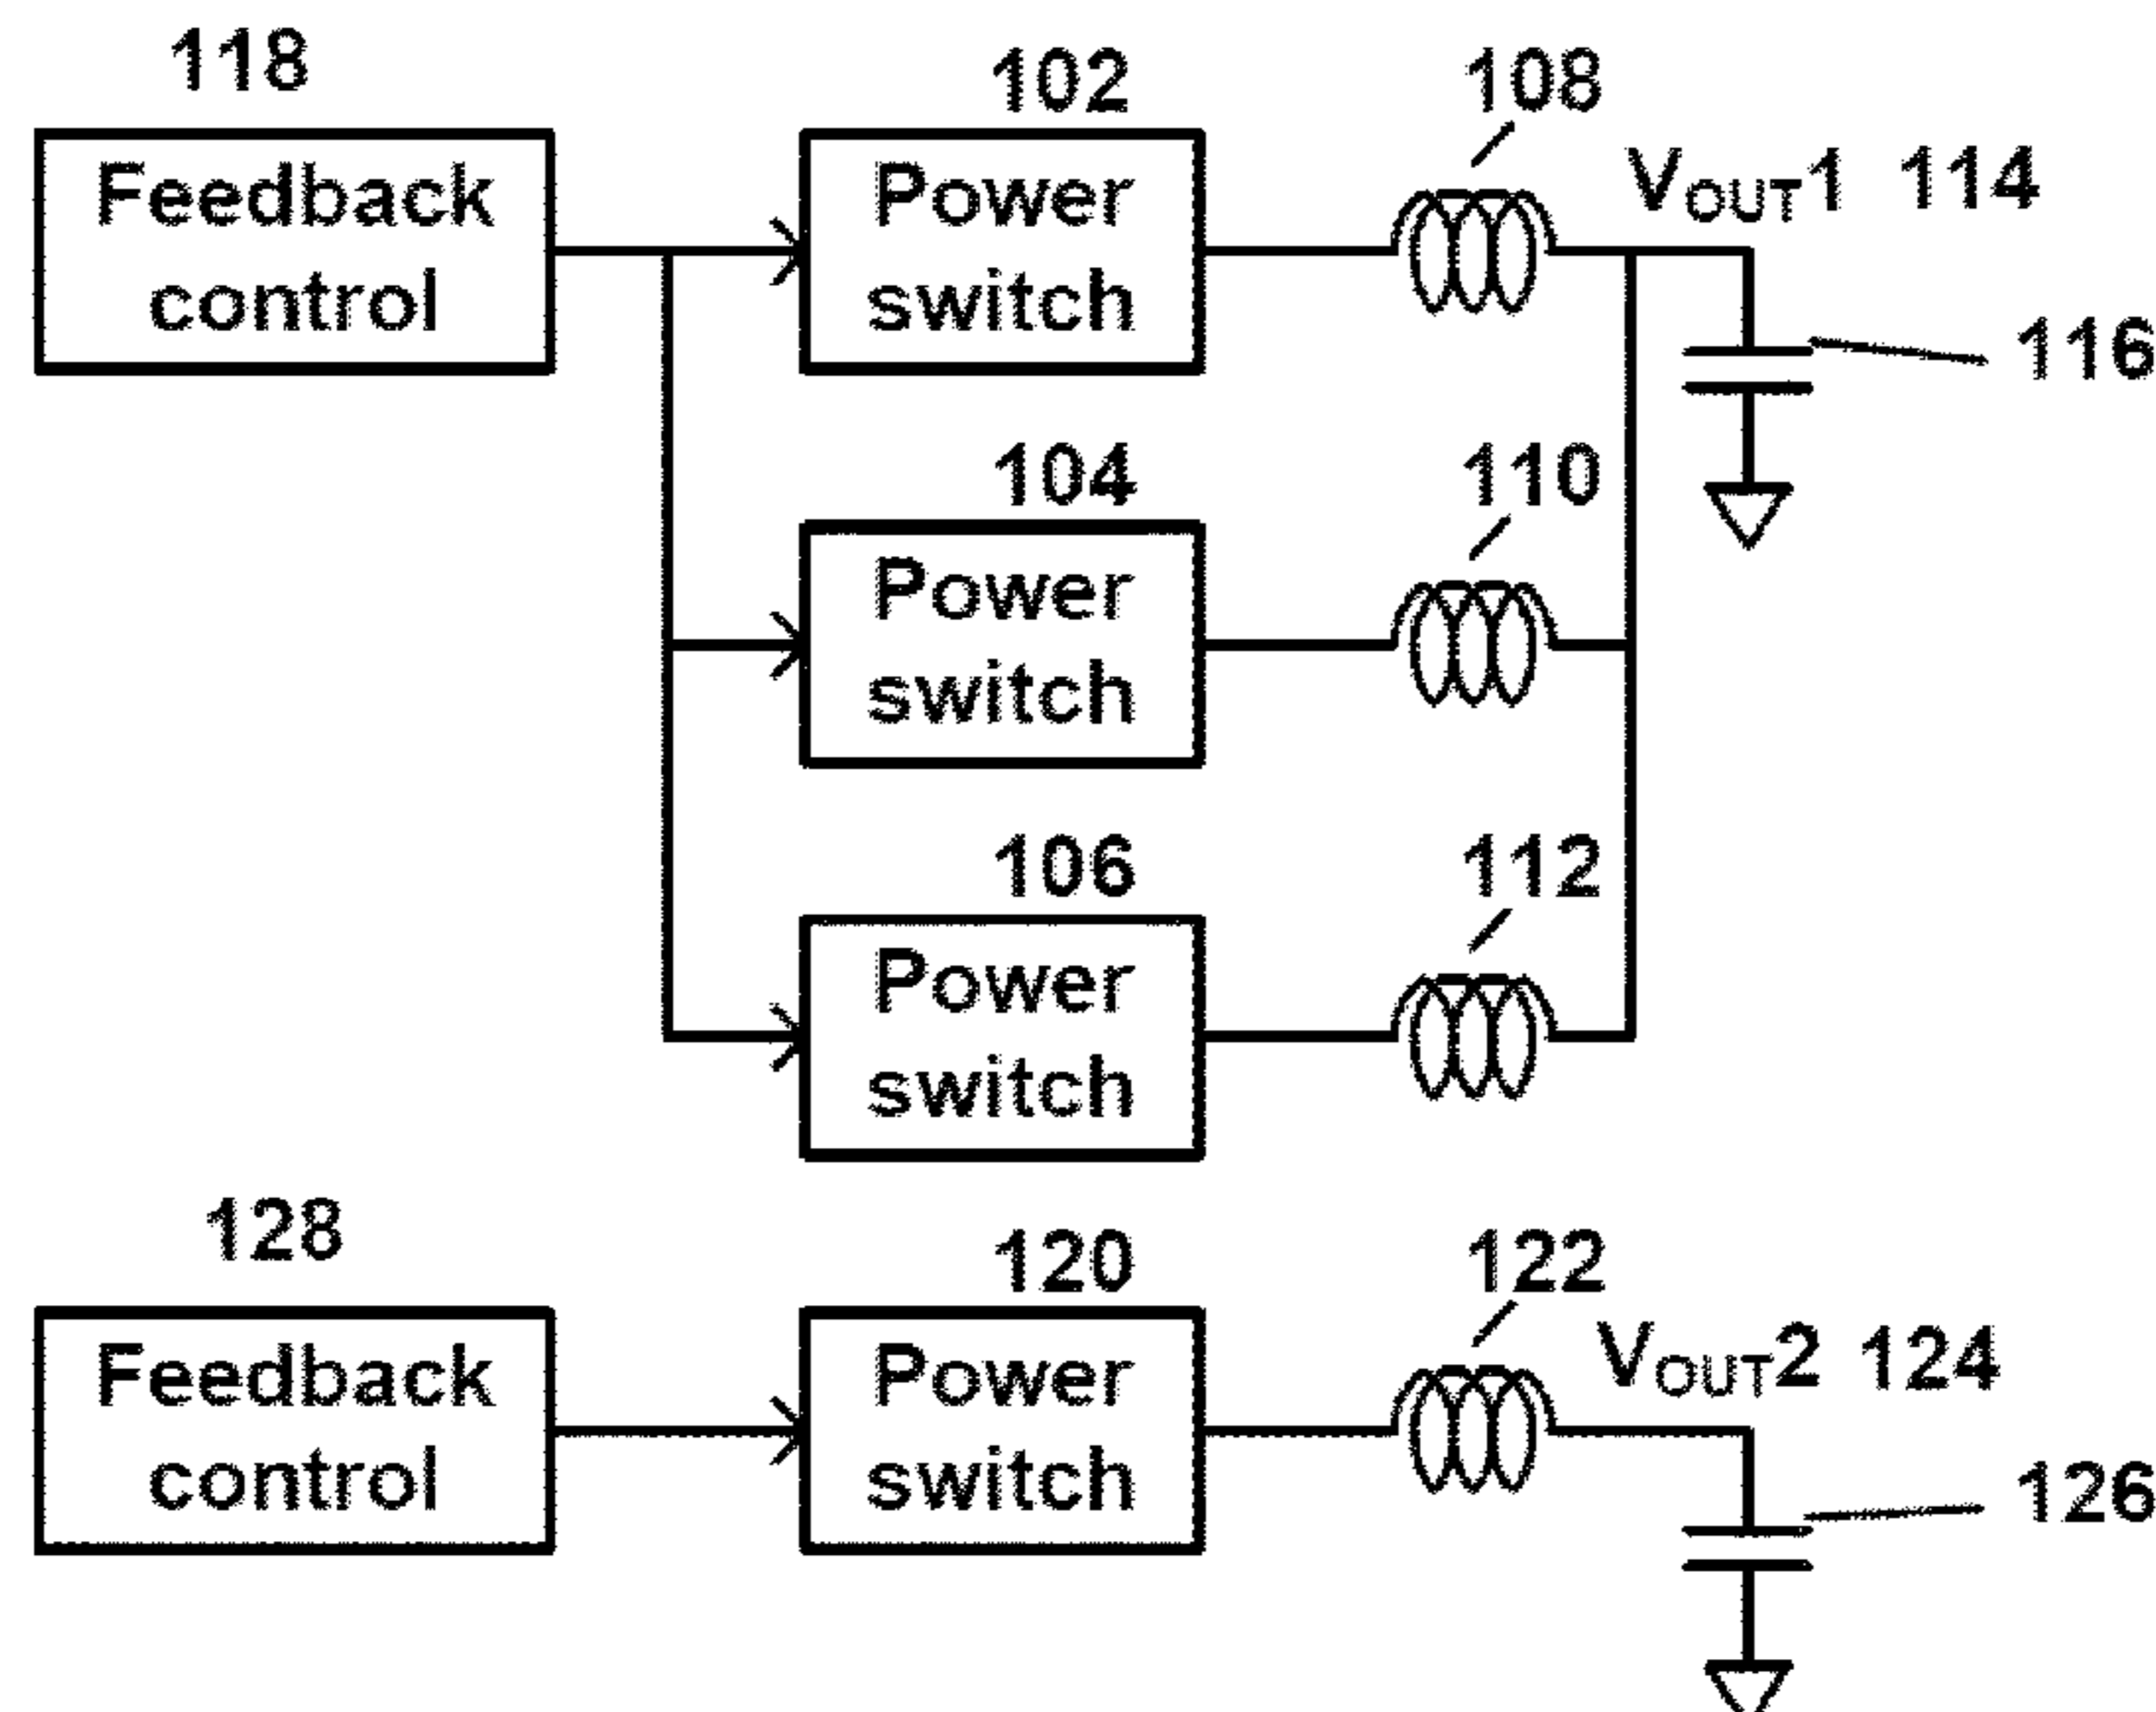 118
102
108
Feedback
control
Power
switch
VOUT1 114
116
104
110
Power
switch
106
112
Power
switch
128
120
122
Feedback
control
Power
switch
VOUT2 124
126